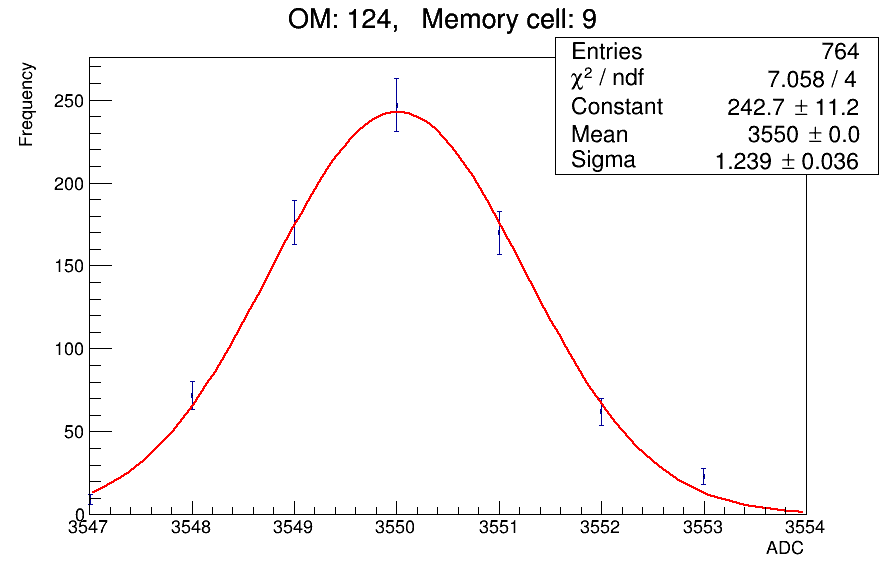 OM: 124,   Memory cell: 9
Entries 764
χ² / ndf 7.058 / 4
Constant 242.7 ± 11.2
Mean 3550 ± 0.0
Sigma 1.239 ± 0.036
Frequency
250
200
150
100
50
0
3547 3548 3549 3550 3551 3552 3553 3554
ADC